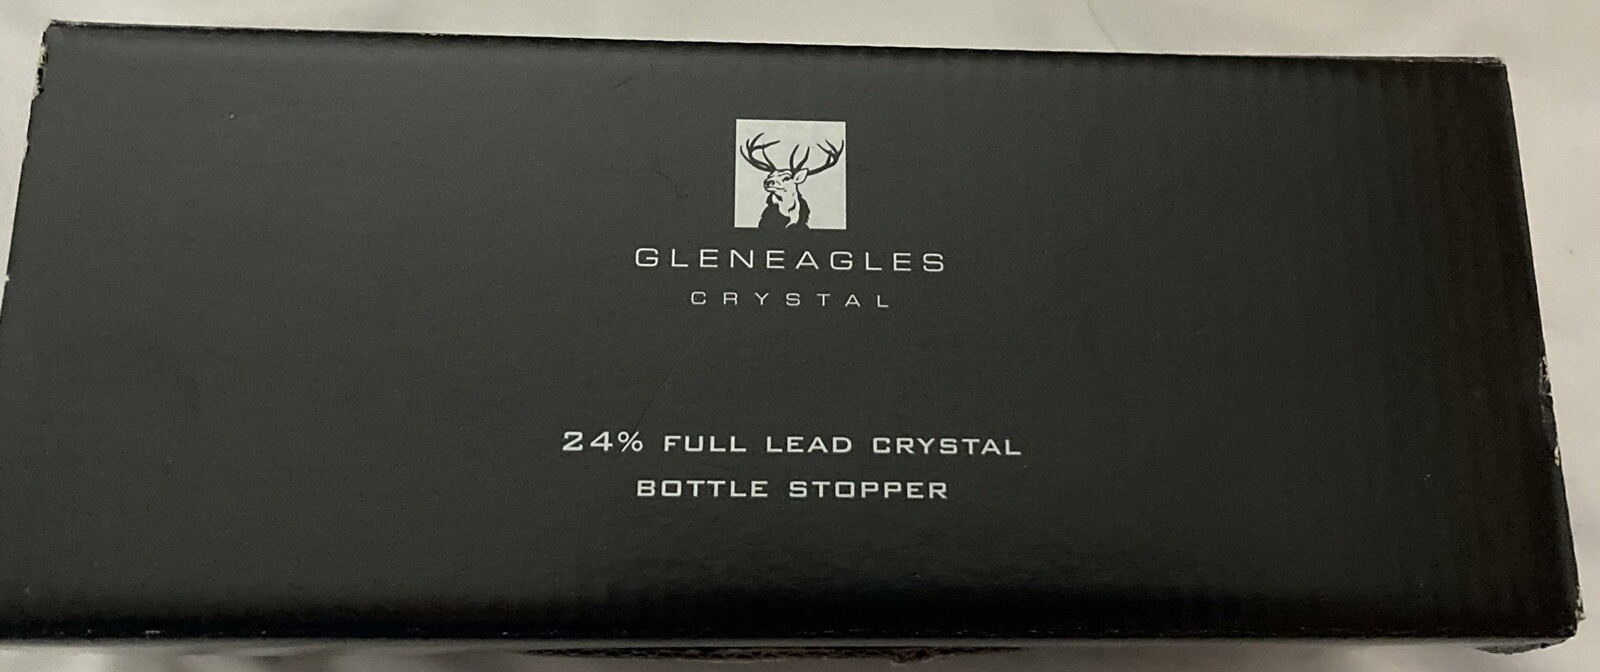 GLENEAGLES
CRYSTAL
24% FULL LEAD CRYSTAL
BOTTLE STOPPER